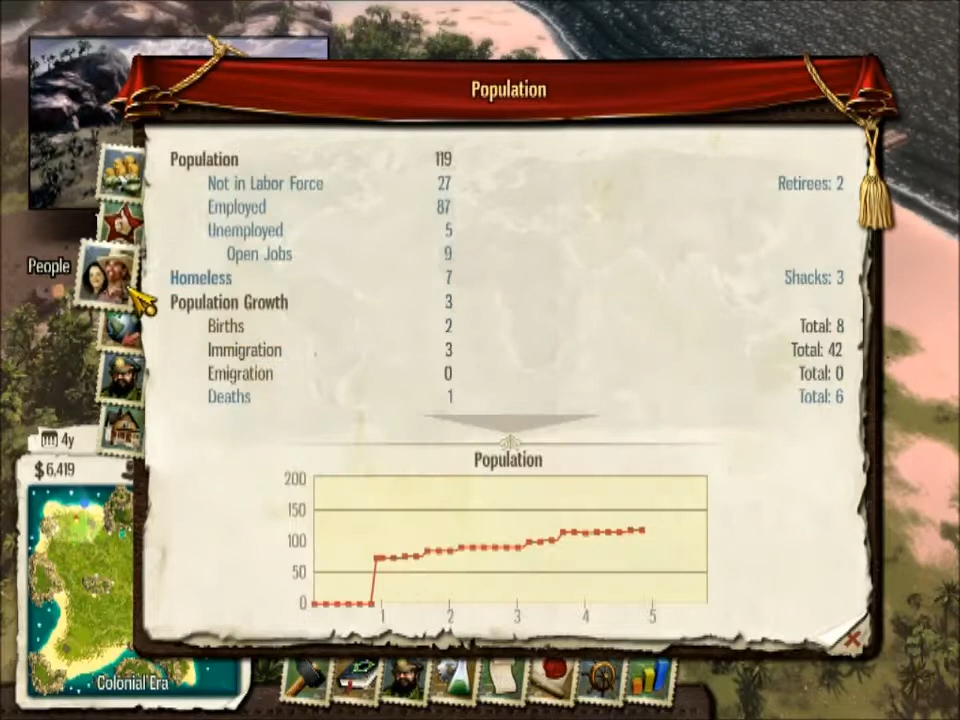 Population
Population 119
Not in Labor Force 27 Retirees: 2
Employed 87
Unemployed 5
Open Jobs 9
People
Homeless 7 Shacks: 3
Population Growth 3
Births 2 Total: 8
Immigration 3 Total: 42
Emigration 0 Total: 0
Deaths 1 Total: 6
4y
$6,419
Population
200
150
100
50
0
1 2 3 4 5
Colonial Era